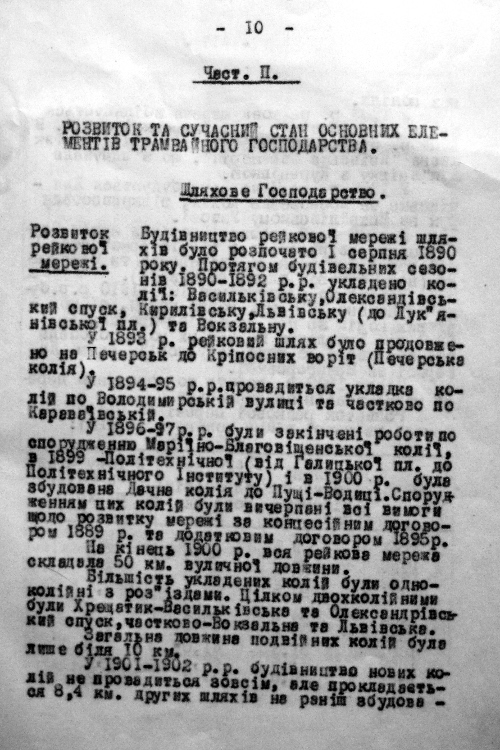 - 10 -
Част. П.
РОЗВИТОК ТА СУЧАСНИЙ СТАН ОСНОВНИХ ЕЛЕ-
МЕНТІВ ТРАМВАЙНОГО ГОСПОДАРСТВА.
Шляхове Господарство.
Розвиток
рейкової
мережі.
Будівництво рейкової мережі шля-
хів було розпочато I серпня 1890
року. Протягом будівельних сезо-
нів 1890-1892 р.р. укладено ко-
лії: Васильківську,Олександрівсь-
кий спуск, Кирилівську,Львівську (до Лук"я-
нівської пл.) та Вокзальну.
У 1893 р. рейковий шлях було продовже-
но на Печерськ до Кріпосних воріт (Печерська
колія).
У 1894-95 р.р.провадиться укладка ко-
лій по Володимирській вулиці та частково по
Караваївській.
У 1896-97р.р. були закінчені роботи по
спорудженню Маріїно-Благовіщенської колії,
в 1899 -Політехнічної (від Галицької пл. до
Політехнічного Інституту) і в 1900 р. була
збудована Дачна колія до Пущі-Водиці.Споруд-
женням цих колій були вичерпані всі вимоги
щодо розвитку мережі за концесійним догово-
ром 1889 р. та додатковим договором 1895р.
На кінець 1900 р. вся рейкова мережа
складала 50 км. вуличної довжини.
Більшість укладених колій були одно-
колійні з роз"їздами. Цілком двохколійними
були Хрещатик-Васильківська та Олександрівсь-
кий спуск,частково-Вокзальна та Львівська.
Загальна довжина подвійних колій була
лише біля 10 км.
У 1901-1902 р.р. будівництво нових ко-
лій не провадиться зовсім, але прокладаєть-
ся 8,4 км. других шляхів на раніш збудова -